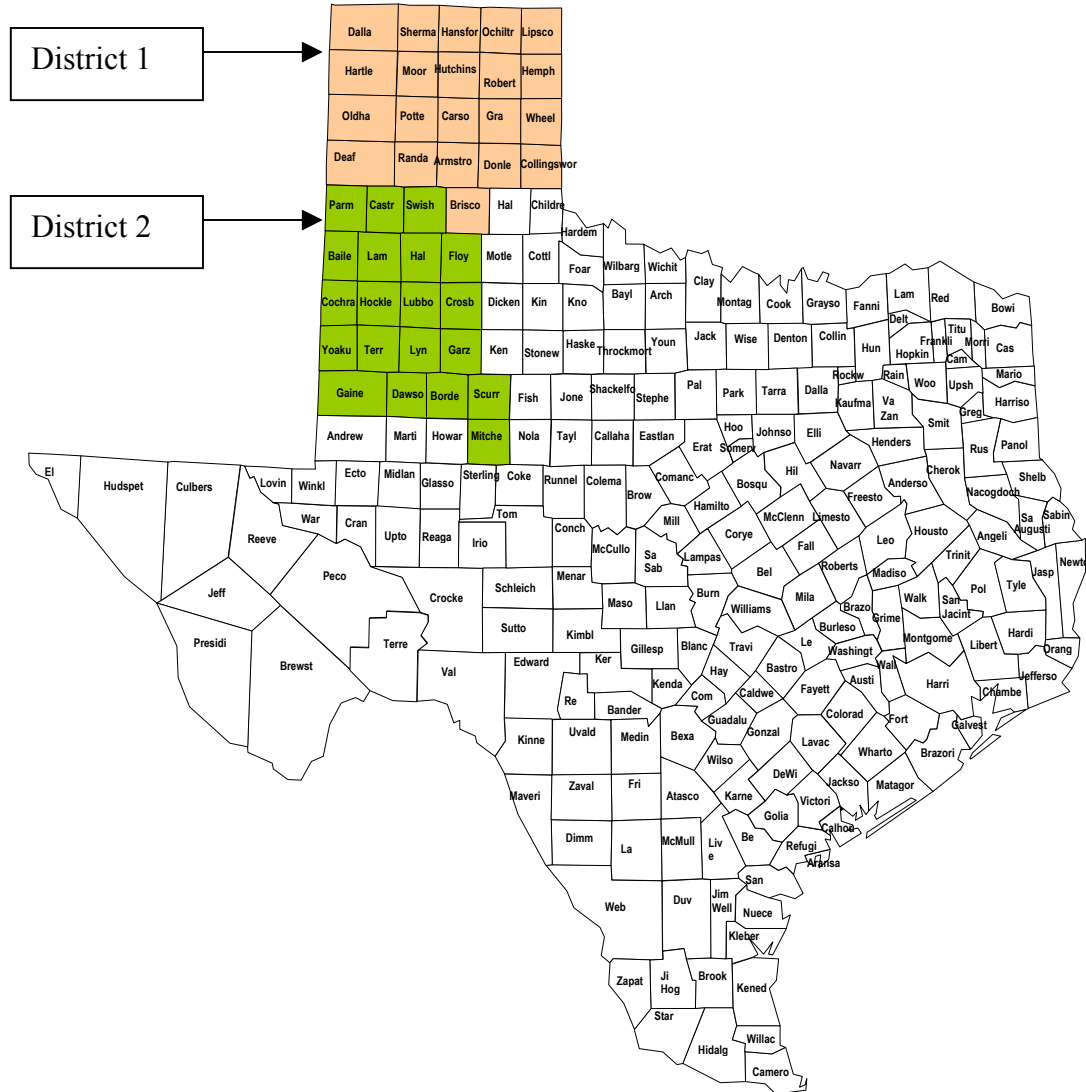 District 1
Dalla Sherma Hansfor Ochiltr Lipsco
Hartle Moor Hutchins Robert Hemph
Oldha Potte Carso Gra Wheel
Deaf Randa Armstro Donle Collingswor
District 2
Parm Castr Swish Brisco Hal Childre
Hardem
Baile Lam Hal Floy Motle Cottl Foar Wilbarg Wichit Clay
Cochra Hockle Lubbo Crosb Dicken Kin Kno Bayl Arch Montag Cook Grayso Fanni Lam Red Bowi
Delt Titu
Yoaku Terr Lyn Garz Ken Stonew Haske Throckmort Youn Jack Wise Denton Collin Hun Hopkin Frankli Morri Cas
Cam
Gaine Dawso Borde Scurr Fish Jone Shackelfo Stephe Pal Park Tarra Dalla Rockw Rain Woo Upsh Mario
Kaufma Va Zan Smit Greg Harriso
Andrew Marti Howar Mitche Nola Tayl Callaha Eastlan Erat Hoo Somerv Johnso Elli Henders Rus Panol
El Hudspet Culbers Lovin Winkl Ecto Midlan Glasso Sterling Coke Runnel Colema Brow Comanc Bosqu Hil Navarr Anderso Cherok Shelb
Reeve War Cran Upto Reaga Irio Tom Conch McCullo Mill Hamilto McClenn Limesto Freesto Nacogdoch Sa Augusti Sabin
Sa Sab Lampas Corye Fall Leo Housto Angeli
Jeff Peco Crocke Schleich Menar Bel Roberts Madiso Trinit Pol Tyle Jasp Newto
Maso Llan Burn Williams Mila Brazo Grime Walk San Jacint
Presidi Brewst Terre Sutto Kimbl Gillesp Blanc Travi Le Burleso Washingt Montgome Libert Hardi Orang
Val Edward Ker Kenda Hay Bastro Austi Wall Harri Chambe Jefferso
Re Bander Com Caldwe Fayett Colorad Fort Galvest
Kinne Uvald Medin Bexa Guadalu Gonzal Lavac Wharto Brazori
Wilso
Maveri Zaval Fri Atasco Karne DeWi Victori Jackso Matagor
Dimm La McMull Liv
e
Be Golia Refugi Calhou
Aransa
San
Web Duv Jim
Well
Nuece
Kleber
Zapat Ji
Hog
Brook Kened
Star
Hidalg Willac
Camero